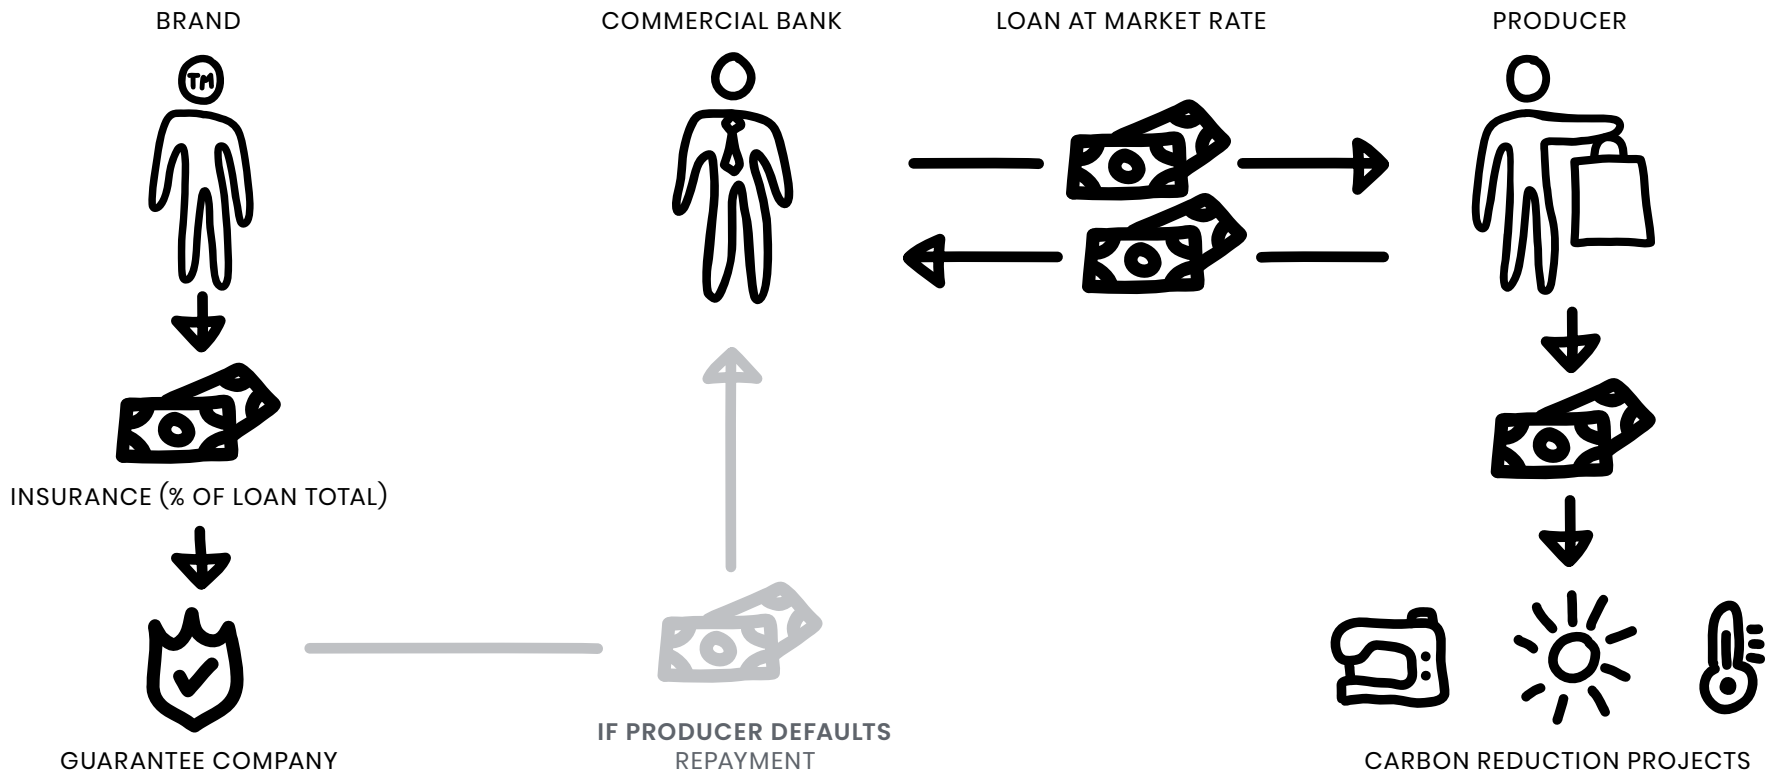 BRAND
COMMERCIAL BANK
LOAN AT MARKET RATE
PRODUCER
TM
INSURANCE (% OF LOAN TOTAL)
IF PRODUCER DEFAULTS
REPAYMENT
GUARANTEE COMPANY
CARBON REDUCTION PROJECTS